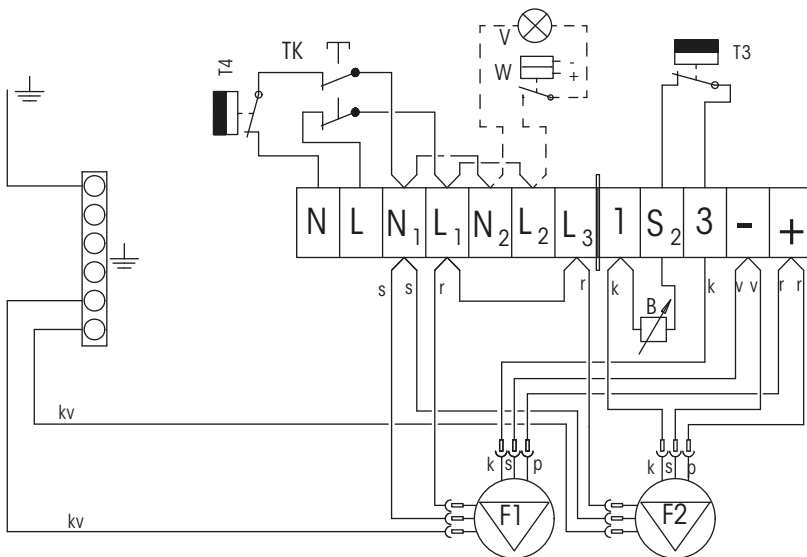 V
T4
TK
W
-
+
T3
N L N1 L1 N2 L2 L3 1 S2 3 - +
s s r r k k v v r r
B
kv
k s p
k s p
F1
F2
kv